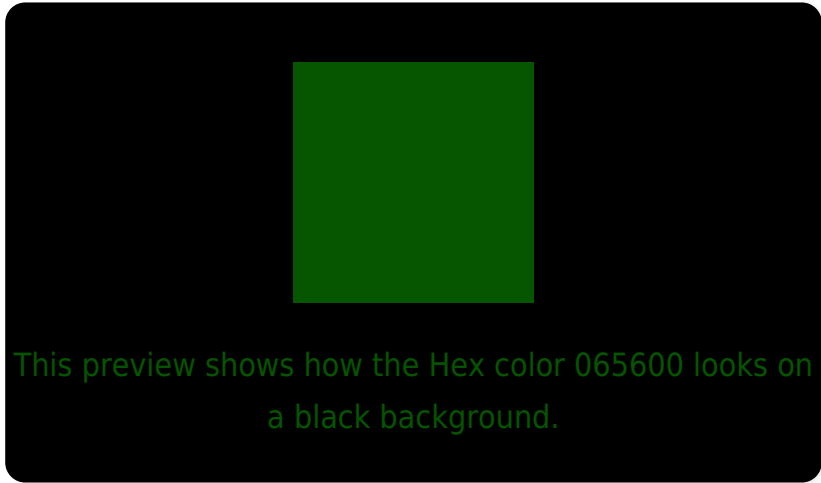 This preview shows how the Hex color 065600 looks on
a black background.